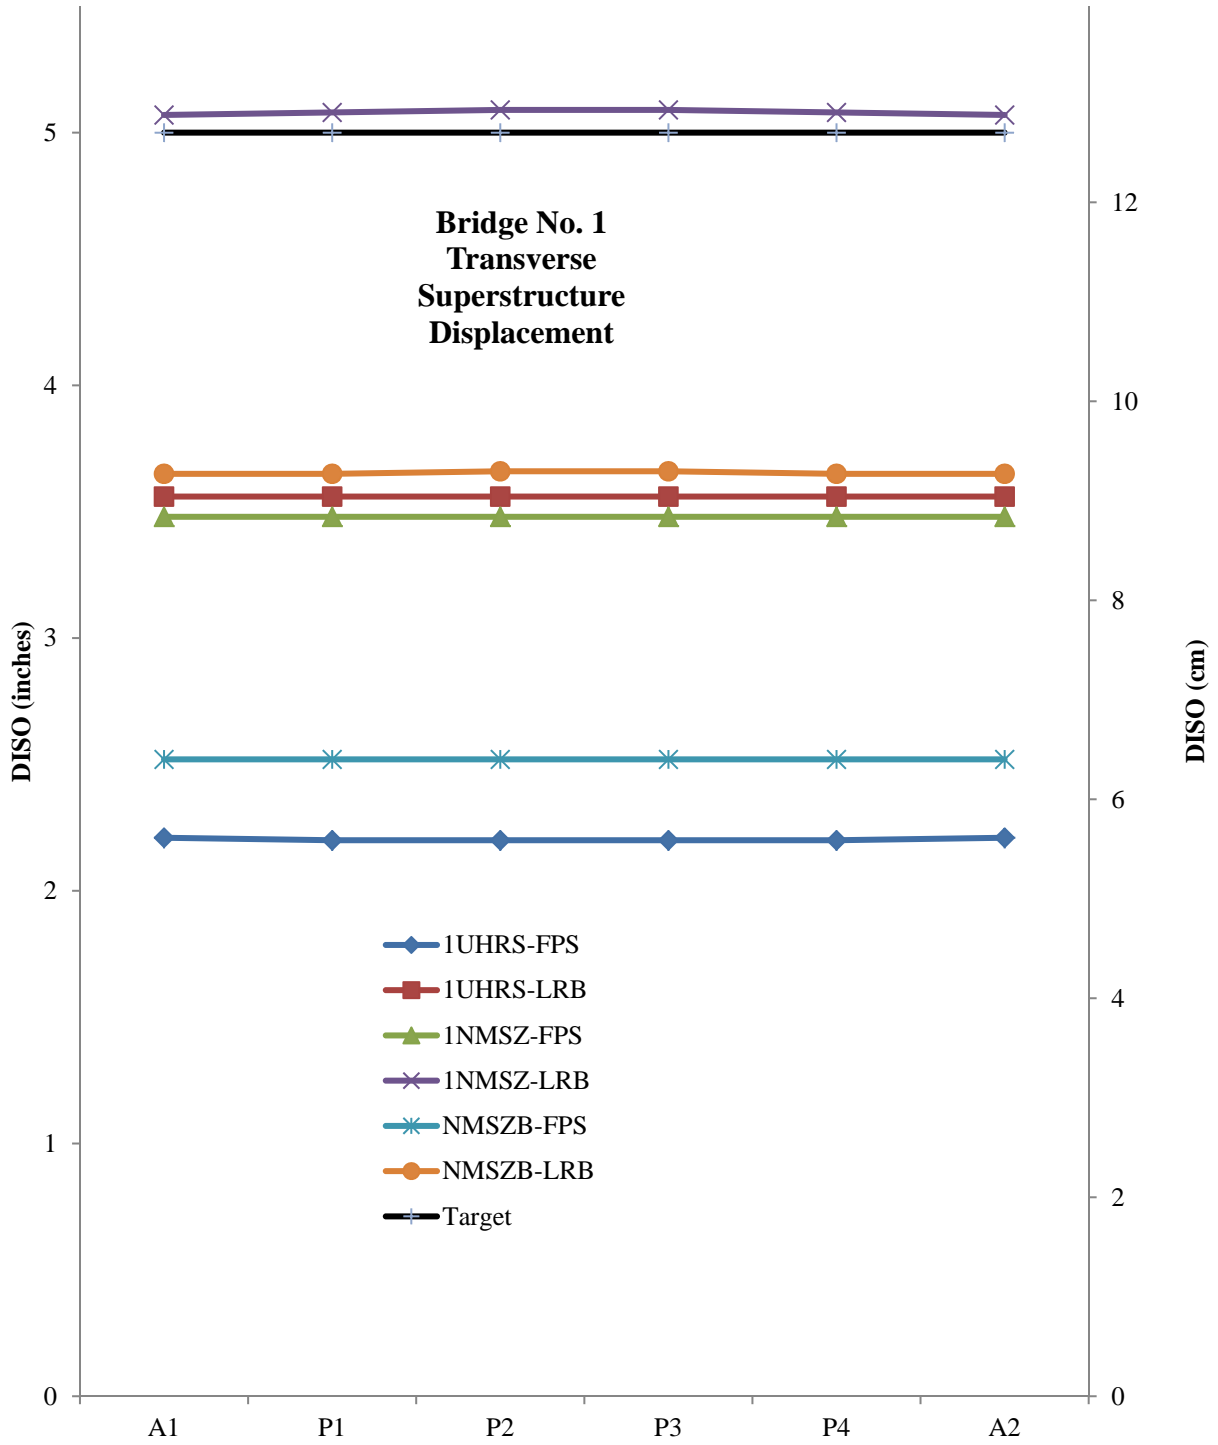 Bridge No. 1
Transverse
Superstructure
Displacement
DISO (inches)
5
4
3
2
1
0
DISO (cm)
12
10
8
6
4
2
0
1UHRS-FPS
1UHRS-LRB
1NMSZ-FPS
1NMSZ-LRB
NMSZB-FPS
NMSZB-LRB
Target
A1 P1 P2 P3 P4 A2